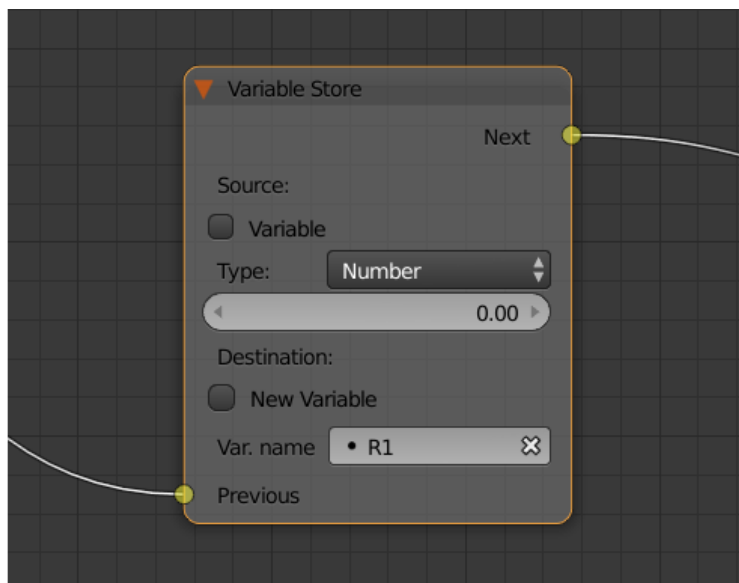 Variable Store
Next
Source:
Variable
Type: Number
0.00
Destination:
New Variable
Var. name R1
Previous